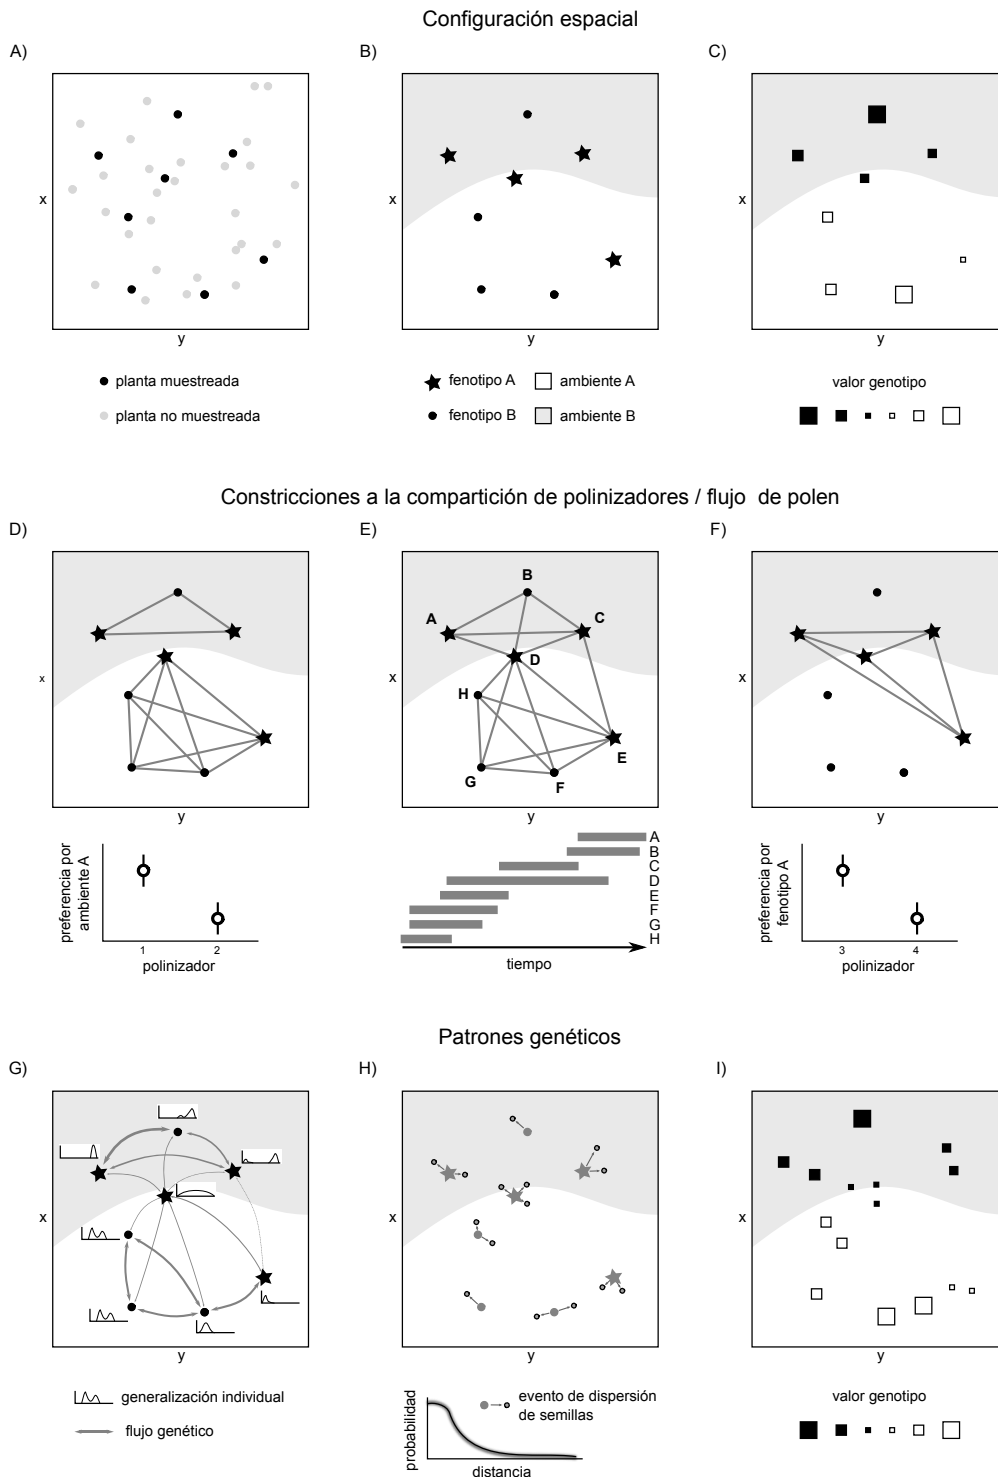 Configuración espacial
A)
B)
C)
x
x
x
y
y
y
planta muestreada
planta no muestreada
fenotipo A
ambiente A
fenotipo B
ambiente B
valor genotipo
Constricciones a la compartición de polinizadores / flujo de polen
D)
E)
F)
B
A
C
D
H
E
G
F
x
x
x
y
y
y
preferencia por
ambiente A
1
2
polinizador
A
B
C
D
E
F
G
H
tiempo
preferencia por
fenotipo A
3
4
polinizador
Patrones genéticos
G)
H)
I)
x
x
x
y
y
y
generalización individual
flujo genético
probabilidad
distancia
evento de dispersión
de semillas
valor genotipo